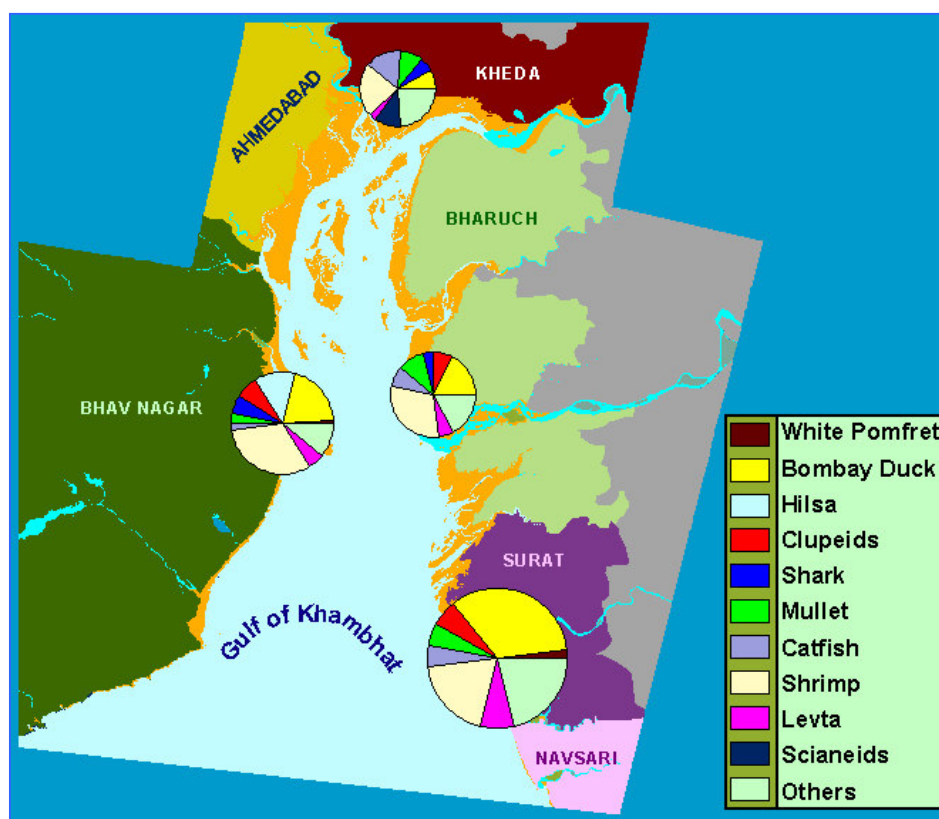 KHEDA
AHMEDABAD
BHARUCH
BHAV NAGAR
SURAT
Gulf of Khambhat
NAVSARI
White Pomfret
Bombay Duck
Hilsa
Clupeids
Shark
Mullet
Catfish
Shrimp
Levta
Scianeids
Others